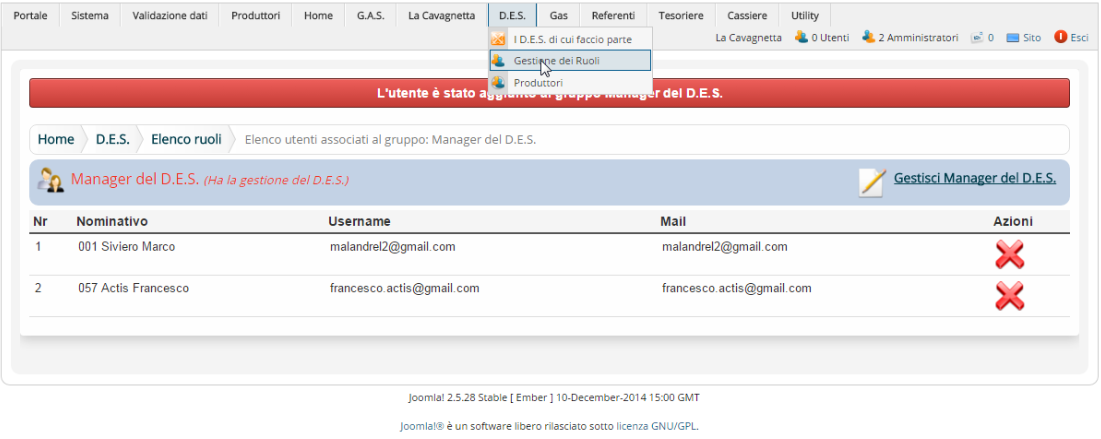 Portale Sistema Validazione dati Produttori Home G.A.S. La Cavagnetta D.E.S. Gas Referenti Tesoriere Cassiere Utility
La Cavagnetta 0 Utenti 2 Amministratori 0 Sito Esci
I D.E.S. di cui faccio parte
Gestione dei Ruoli
Produttori
L'utente è stato aggiunto al gruppo Manager del D.E.S.
Home D.E.S. Elenco ruoli Elenco utenti associati al gruppo: Manager del D.E.S.
Manager del D.E.S. (Ha la gestione del D.E.S.) Gestisci Manager del D.E.S.
Nr Nominativo Username Mail Azioni
1 001 Siviero Marco malandrel2@gmail.com malandrel2@gmail.com
2 057 Actis Francesco francesco.actis@gmail.com francesco.actis@gmail.com
Joomla! 2.5.28 Stable [ Ember ] 10-December-2014 15:00 GMT
Joomla!® è un software libero rilasciato sotto licenza GNU/GPL.